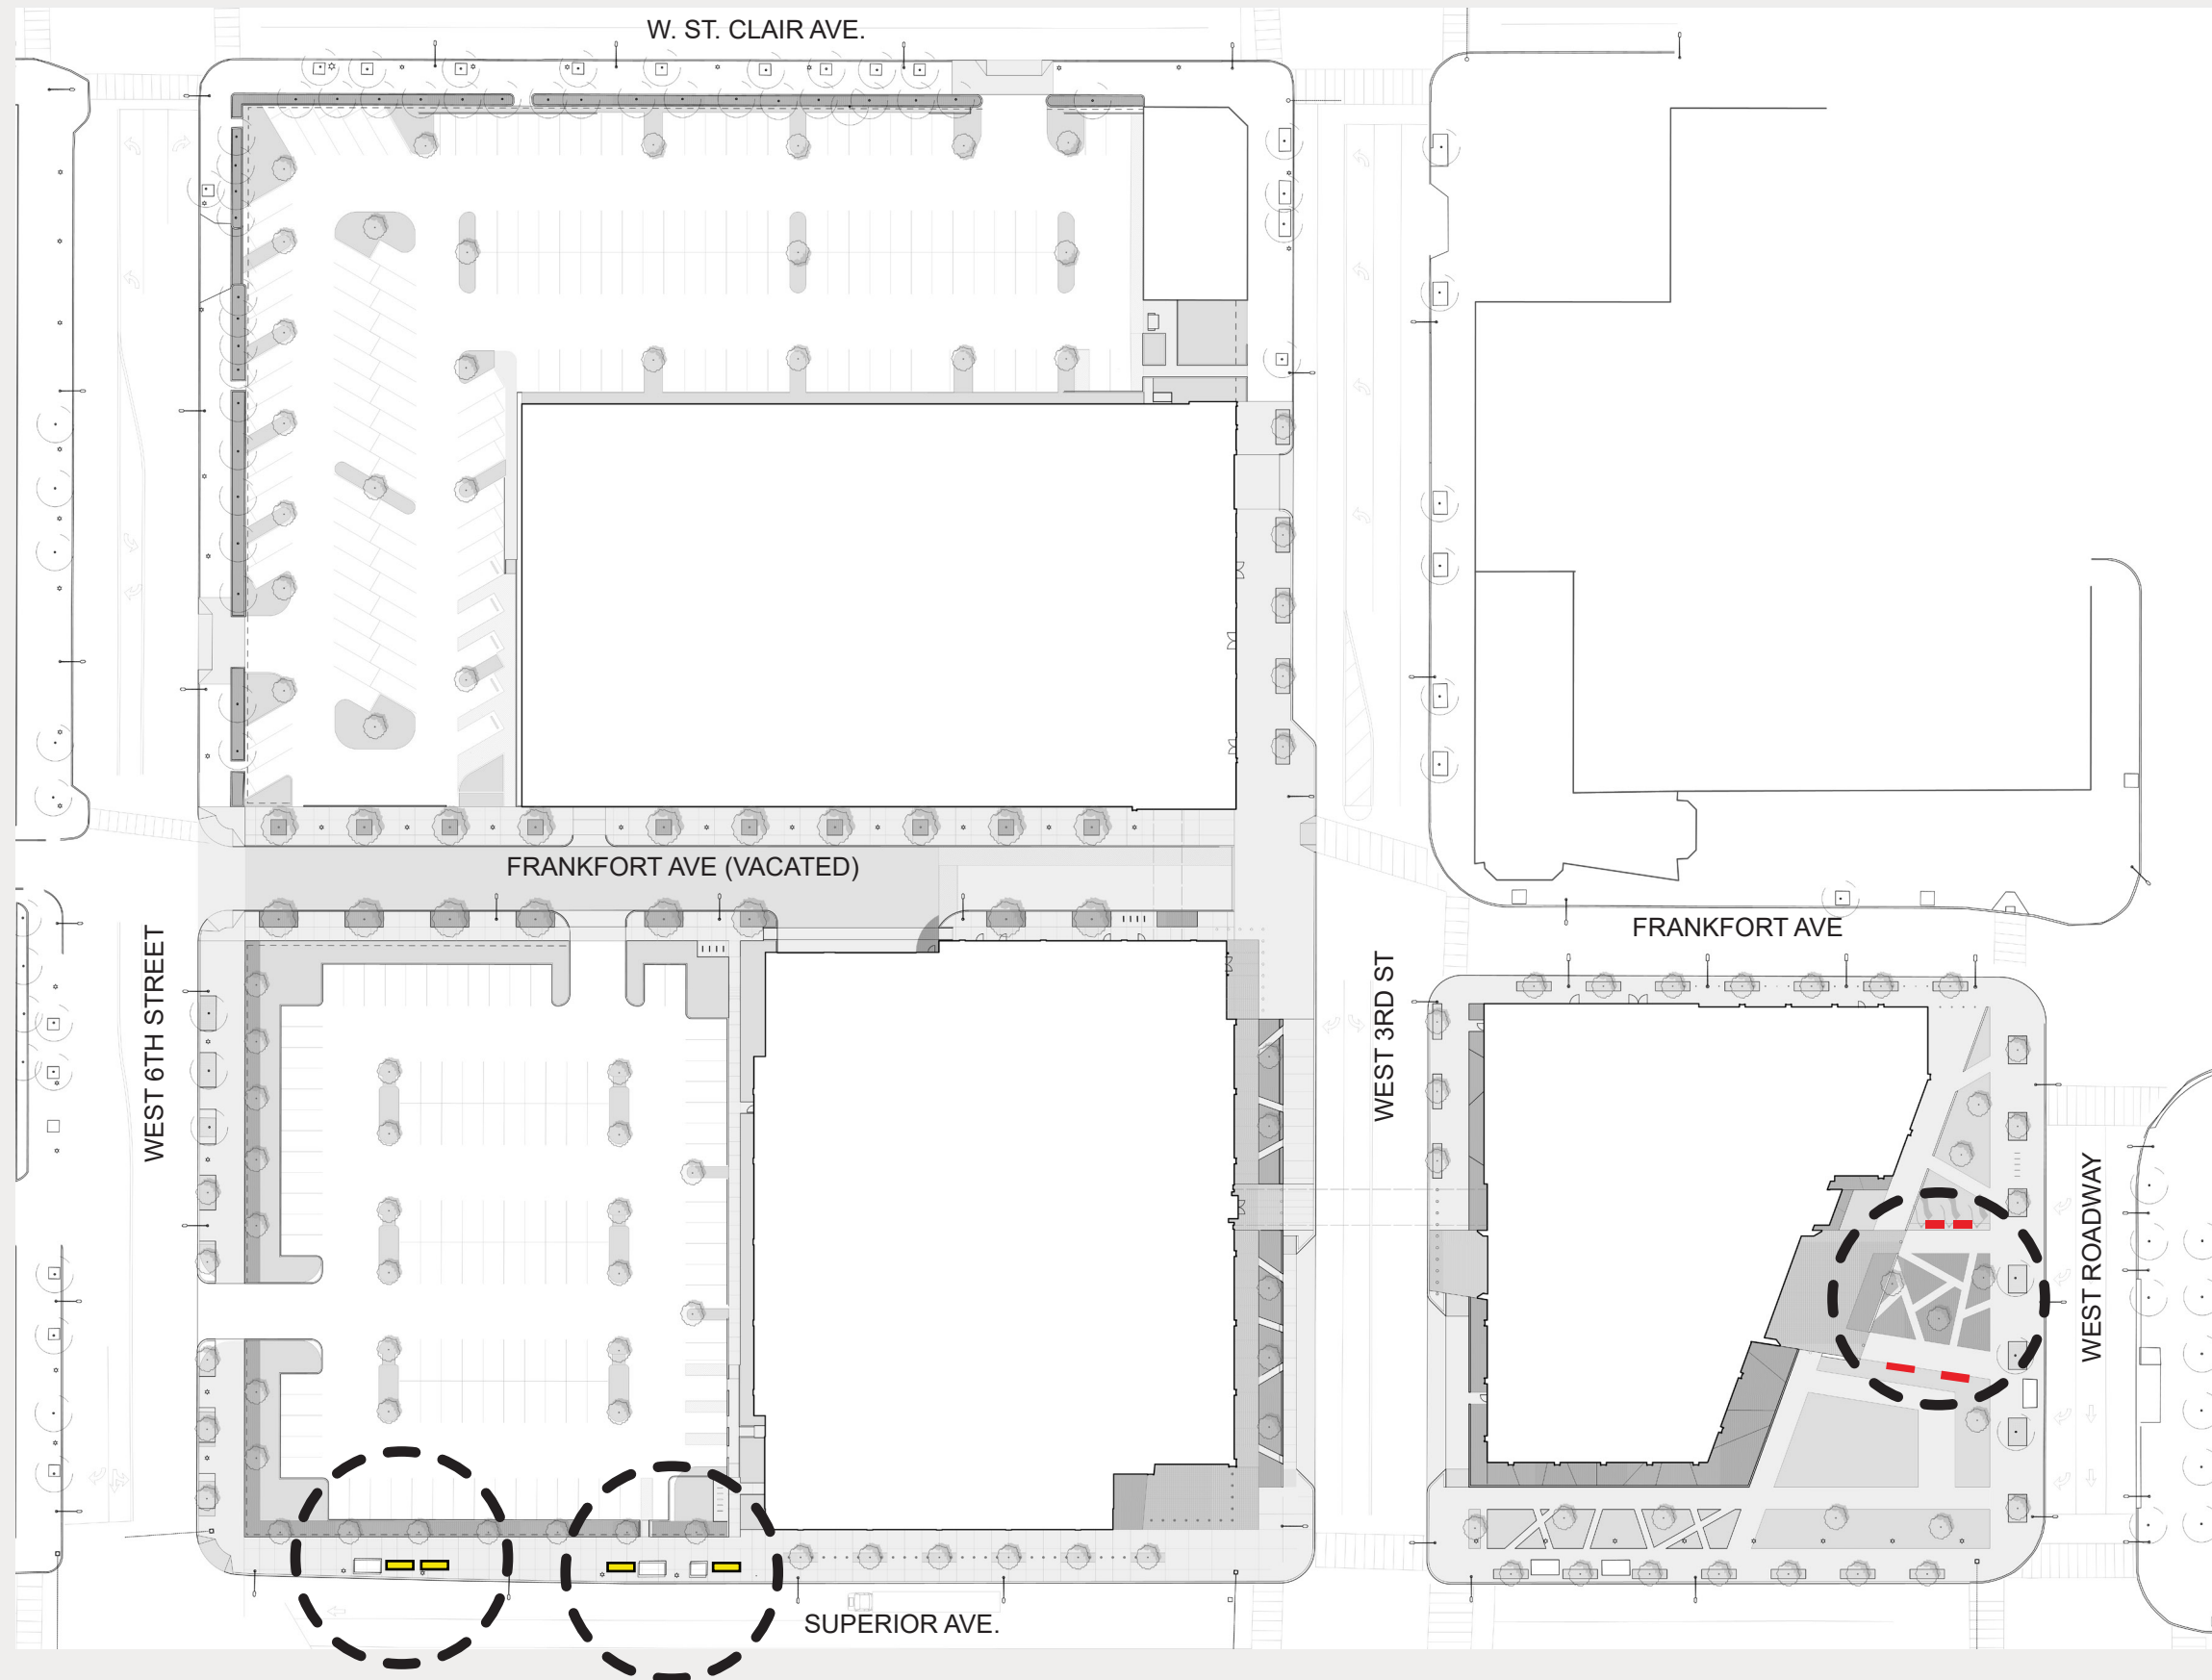 W. ST. CLAIR AVE.
FRANKFORT AVE (VACATED)
FRANKFORT AVE
WEST 6TH STREET
WEST 3RD ST
WEST ROADWAY
SUPERIOR AVE.